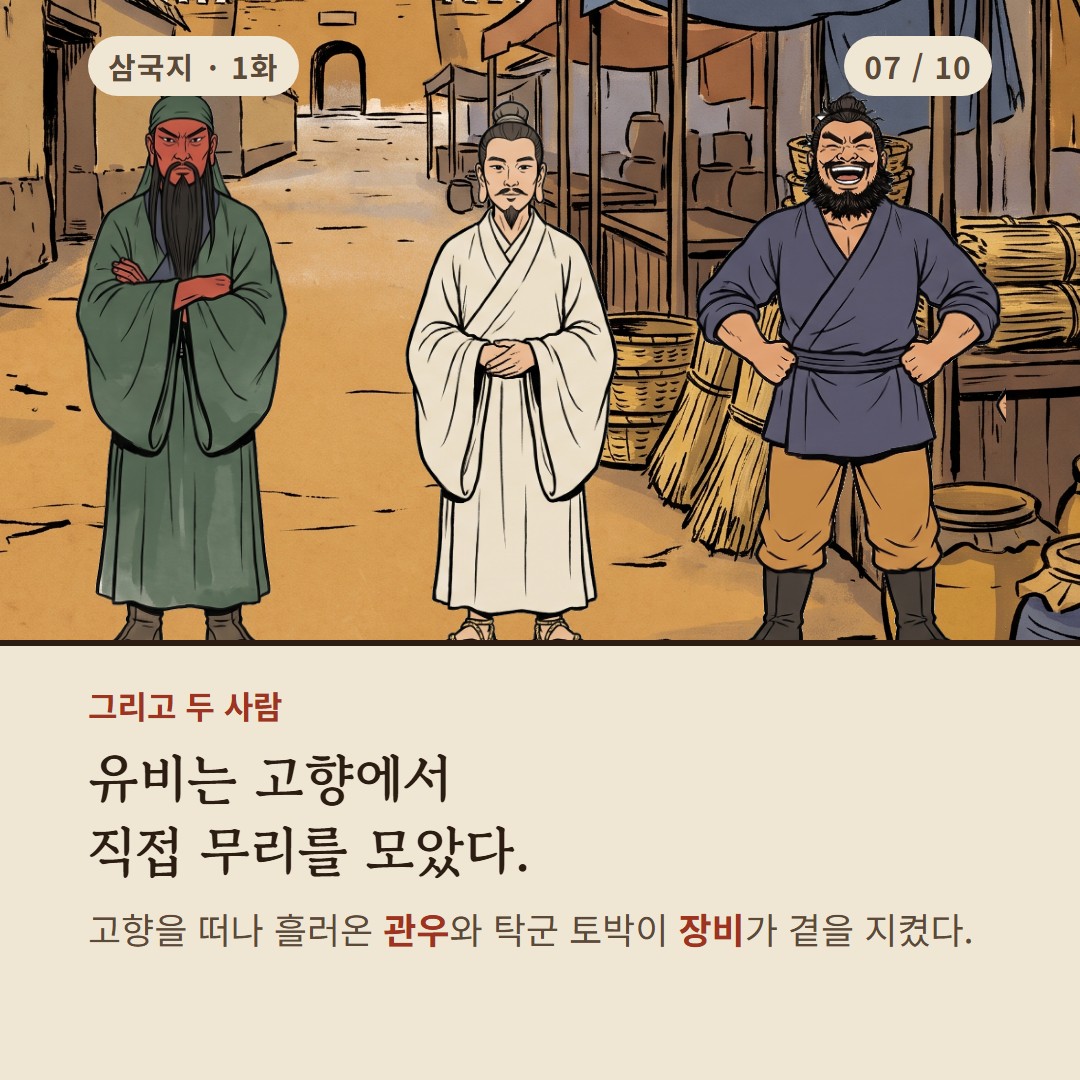 삼국지 · 1화
07 / 10
그리고 두 사람
유비는 고향에서
직접 무리를 모았다.
고향을 떠나 흘러온 관우와 탁군 토박이 장비가 곁을 지켰다.